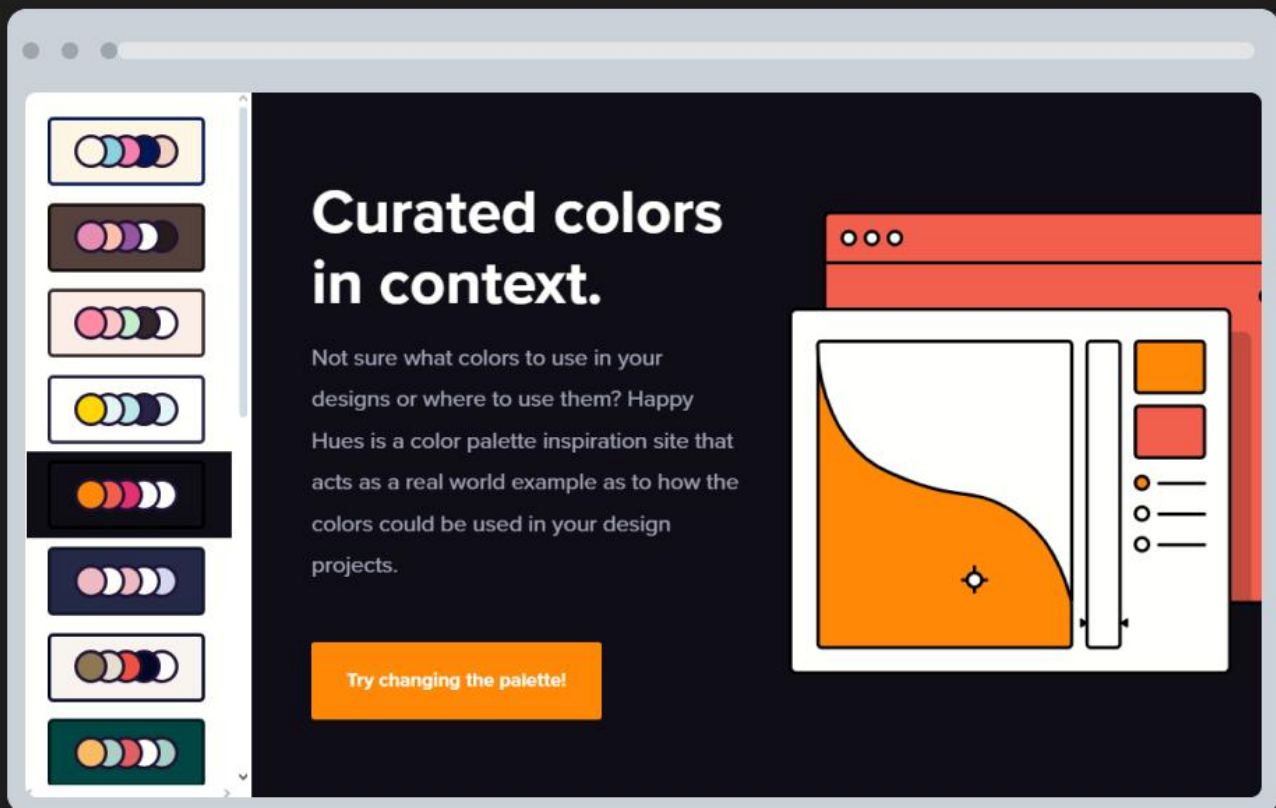 Curated colors
in context.
Not sure what colors to use in your
designs or where to use them? Happy
Hues is a color palette inspiration site that
acts as a real world example as to how the
colors could be used in your design
projects.
Try changing the palette!